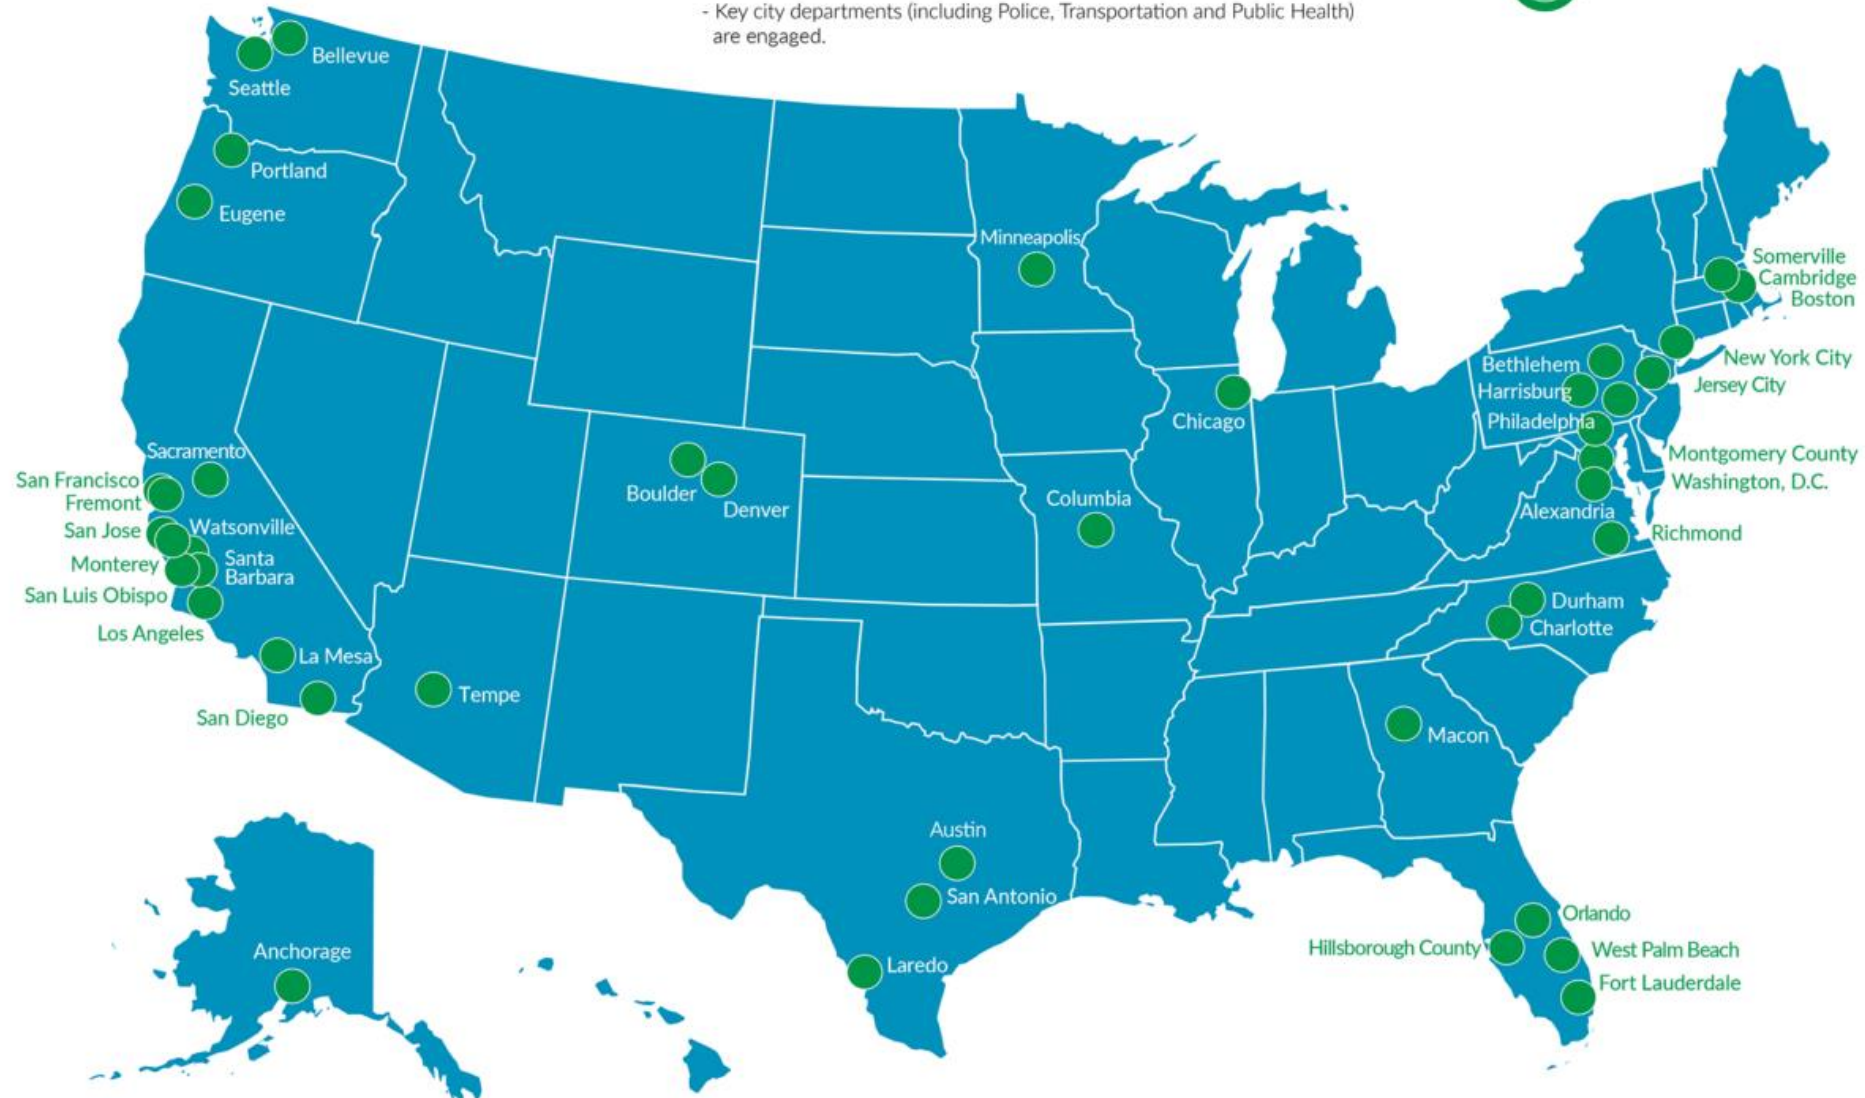 - Key city departments (including Police, Transportation and Public Health)
are engaged.
Bellevue
Seattle
Portland
Eugene
Minneapolis
Somerville
Cambridge
Boston
New York City
Jersey City
Bethlehem
Harrisburg
Philadelphia
Chicago
Montgomery County
Washington, D.C.
Alexandria
Richmond
Sacramento
San Francisco
Fremont
San Jose
Watsonville
Monterey
Santa
Barbara
San Luis Obispo
Los Angeles
La Mesa
San Diego
Boulder
Denver
Columbia
Durham
Charlotte
Tempe
Macon
Austin
San Antonio
Laredo
Orlando
Hillsborough County
West Palm Beach
Fort Lauderdale
Anchorage